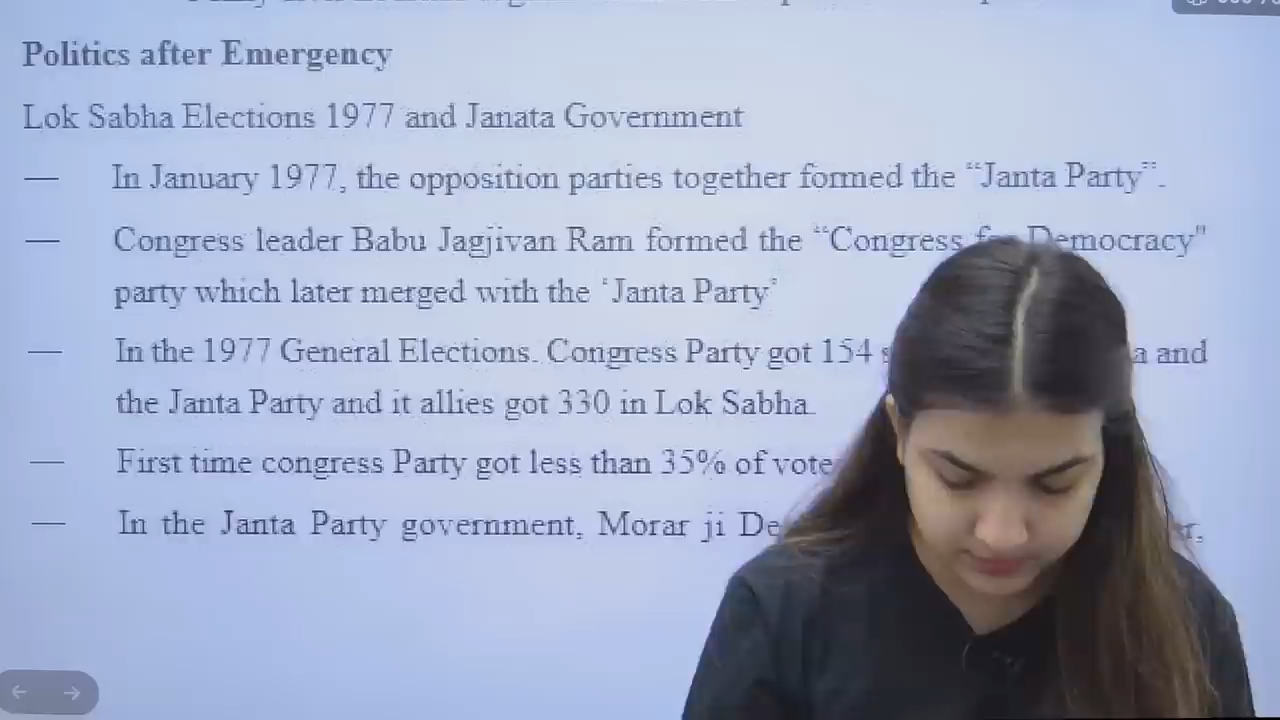 Politics after Emergency
Lok Sabha Elections 1977 and Janata Government
— In January 1977, the opposition parties together formed the “Janta Party”.
— Congress leader Babu Jagjivan Ram formed the “Congress for Democracy"
party which later merged with the ‘Janta Party’
— In the 1977 General Elections. Congress Party got 154 and
the Janta Party and it allies got 330 in Lok Sabha.
— First time congress Party got less than 35% of
— In the Janta Party government, Morar ji